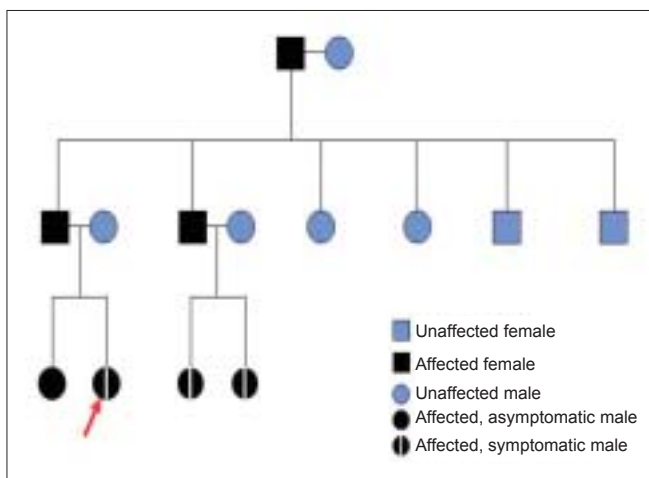 Unaffected female
Affected female
Unaffected male
Affected, asymptomatic male
Affected, symptomatic male